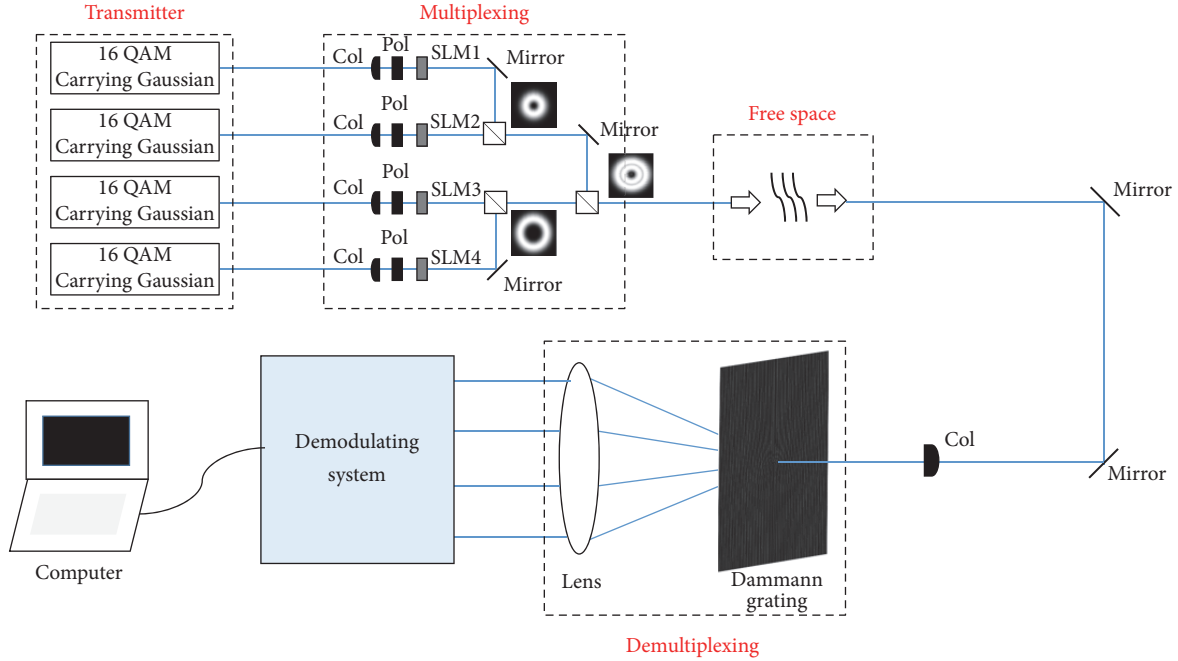 Transmitter
Multiplexing
16 QAM
Carrying Gaussian
Col
Pol
SLM1
Mirror
16 QAM
Carrying Gaussian
Col
Pol
SLM2
Mirror
Free space
16 QAM
Carrying Gaussian
Col
Pol
SLM3
Mirror
16 QAM
Carrying Gaussian
Col
Pol
SLM4
Mirror
Demodulating
system
Col
Mirror
Computer
Lens
Dammann
grating
Demultiplexing